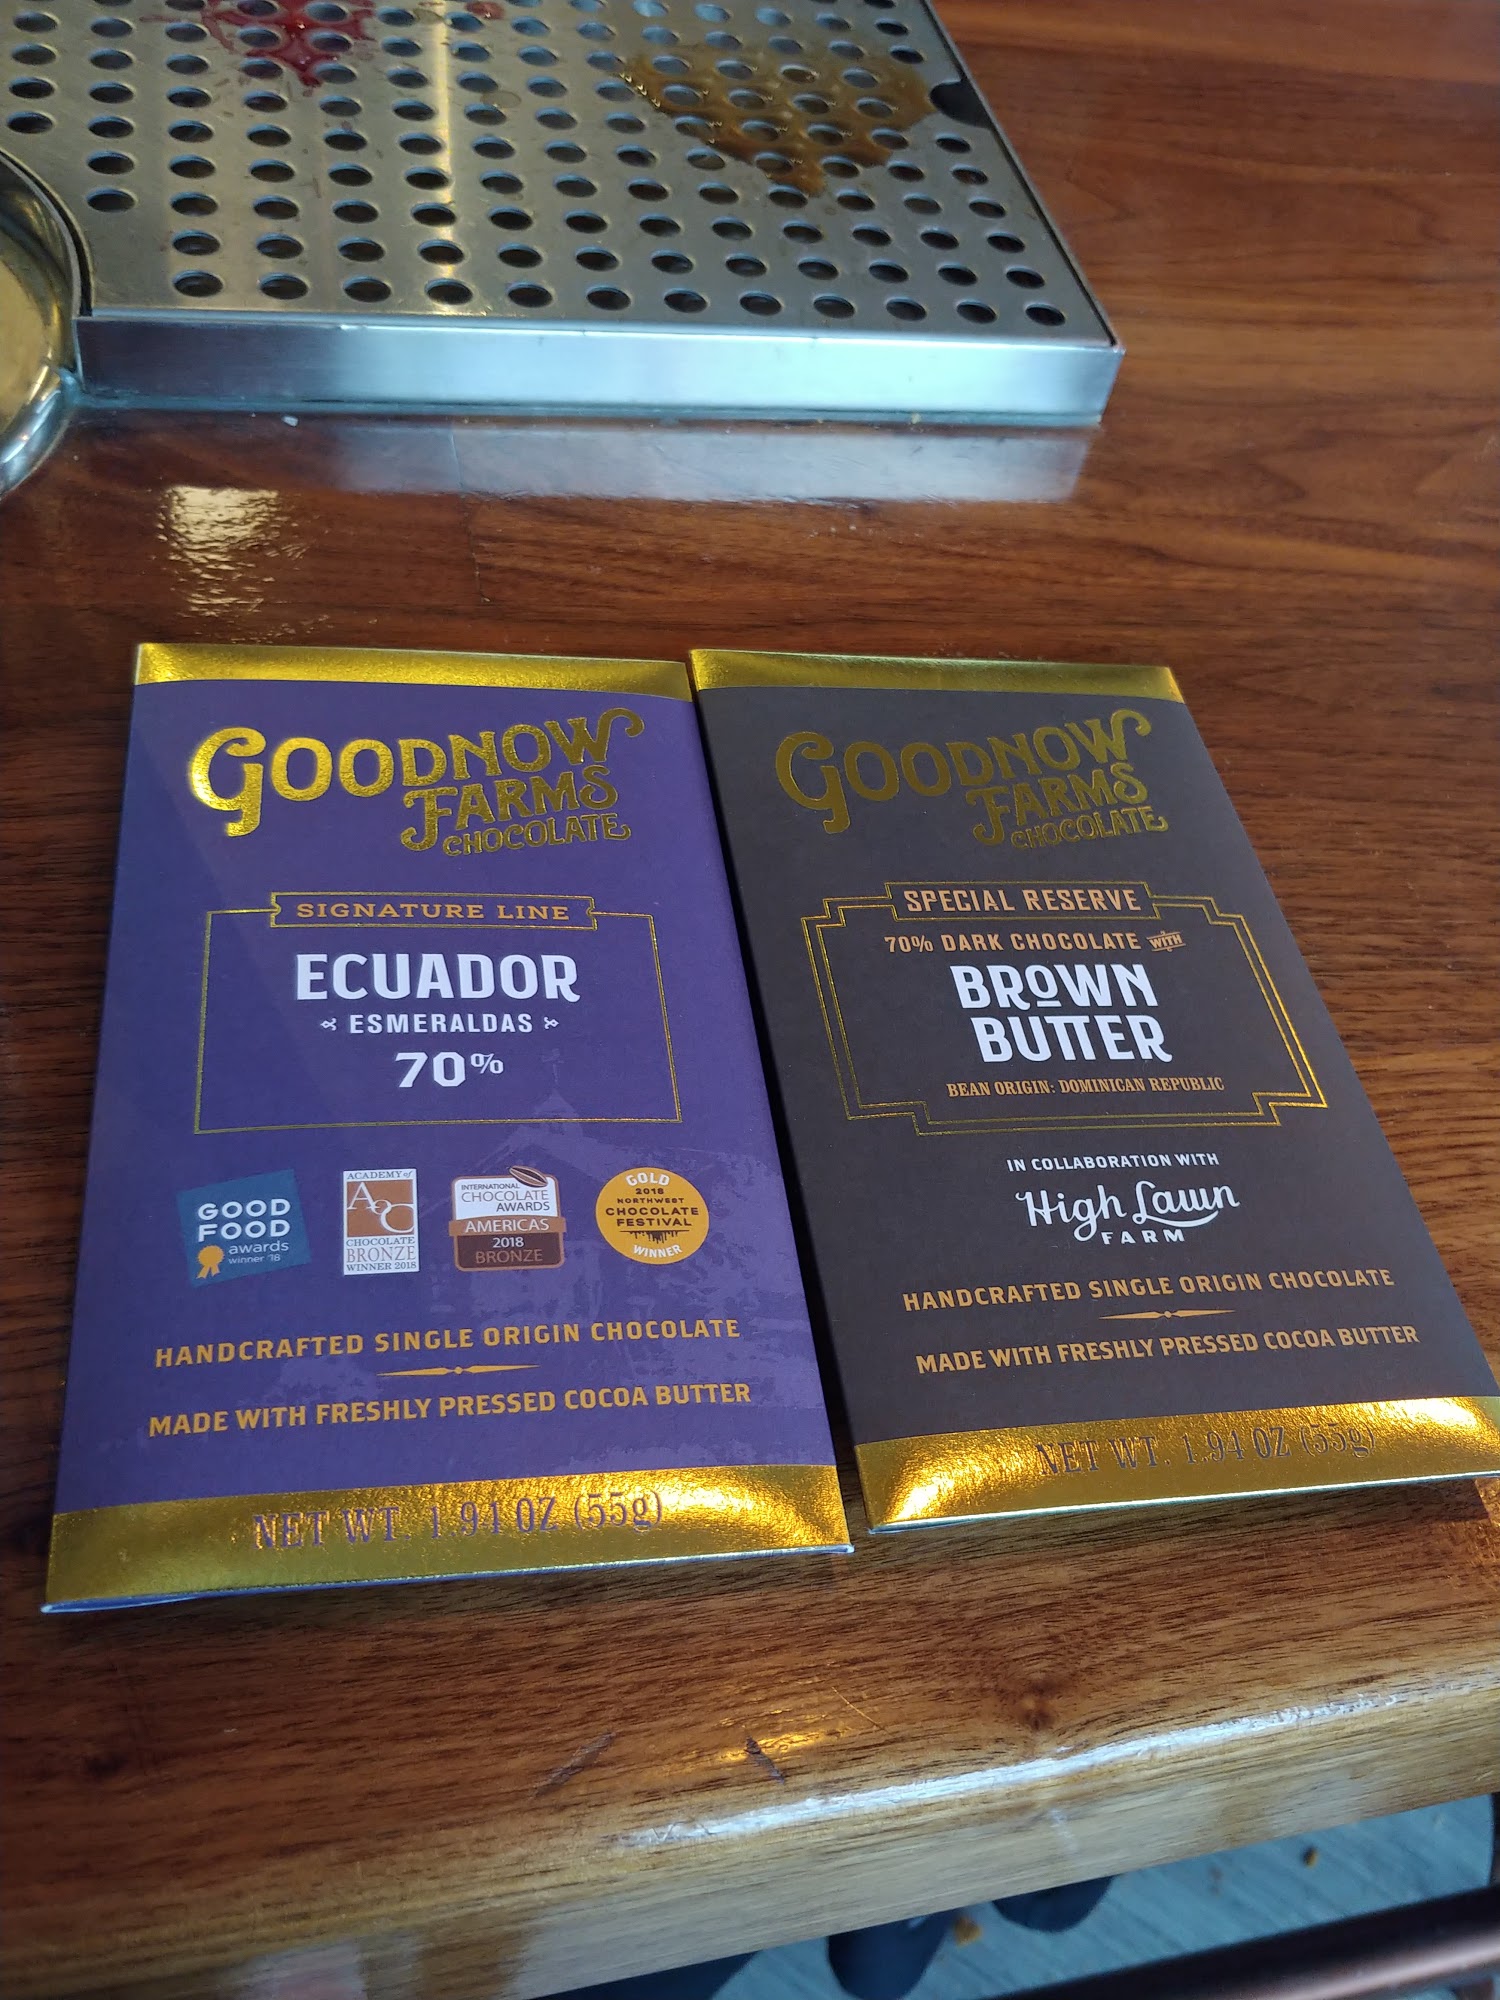 GOODNOW
FARMS
CHOCOLATE
SIGNATURE LINE
ECUADOR
ESMERALDAS
70%
GOOD
FOOD
awards
winner '18
ACADEMY of
AOC
CHOCOLATE
BRONZE
WINNER 2018
INTERNATIONAL
CHOCOLATE
AWARDS
AMERICAS
2018
BRONZE
GOLD
2018
NORTHWEST
CHOCOLATE
FESTIVAL
WINNER
HANDCRAFTED SINGLE ORIGIN CHOCOLATE
MADE WITH FRESHLY PRESSED COCOA BUTTER
NET WT. 1.94 OZ (55g)
GOODNOW
FARMS
CHOCOLATE
SPECIAL RESERVE
70% DARK CHOCOLATE WITH
BROWN
BUTTER
BEAN ORIGIN: DOMINICAN REPUBLIC
IN COLLABORATION WITH
High Lawn
FARM
HANDCRAFTED SINGLE ORIGIN CHOCOLATE
MADE WITH FRESHLY PRESSED COCOA BUTTER
NET WT. 1.94 OZ (55g)